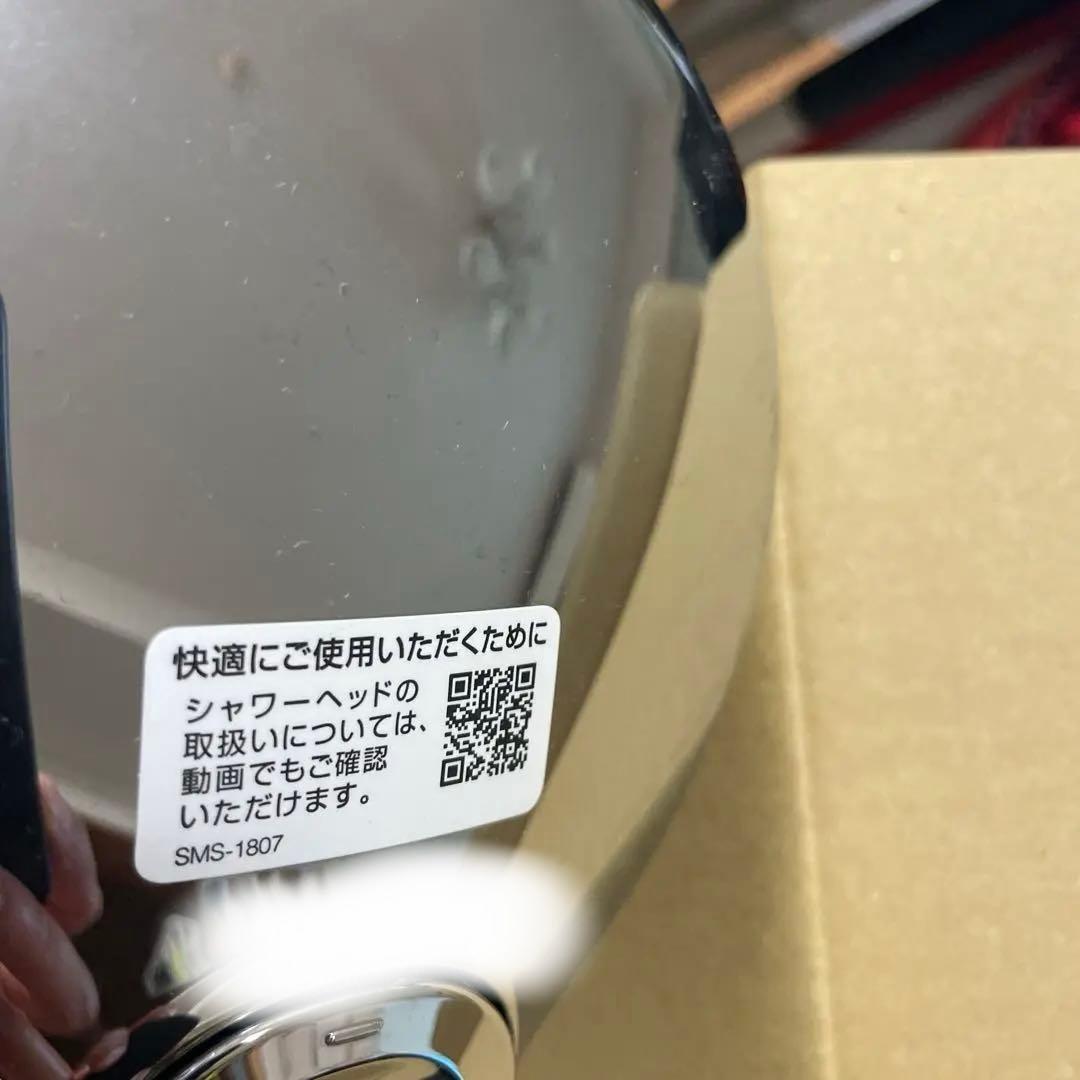 快適にご使用いただくために
シャワーヘッドの
取扱いについては、
動画でもご確認
いただけます。
SMS-1807